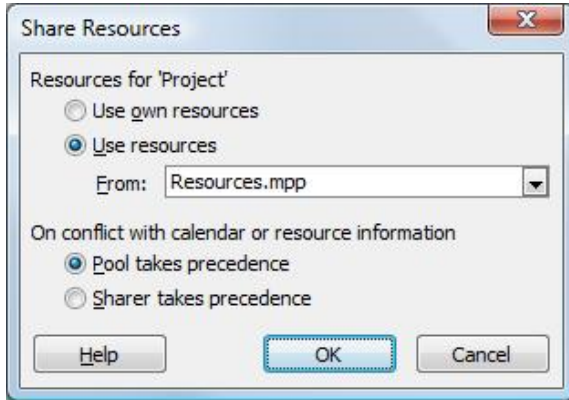 Share Resources
Resources for 'Project'
Use own resources
Use resources
From: Resources.mpp
On conflict with calendar or resource information
Pool takes precedence
Sharer takes precedence
Help OK Cancel